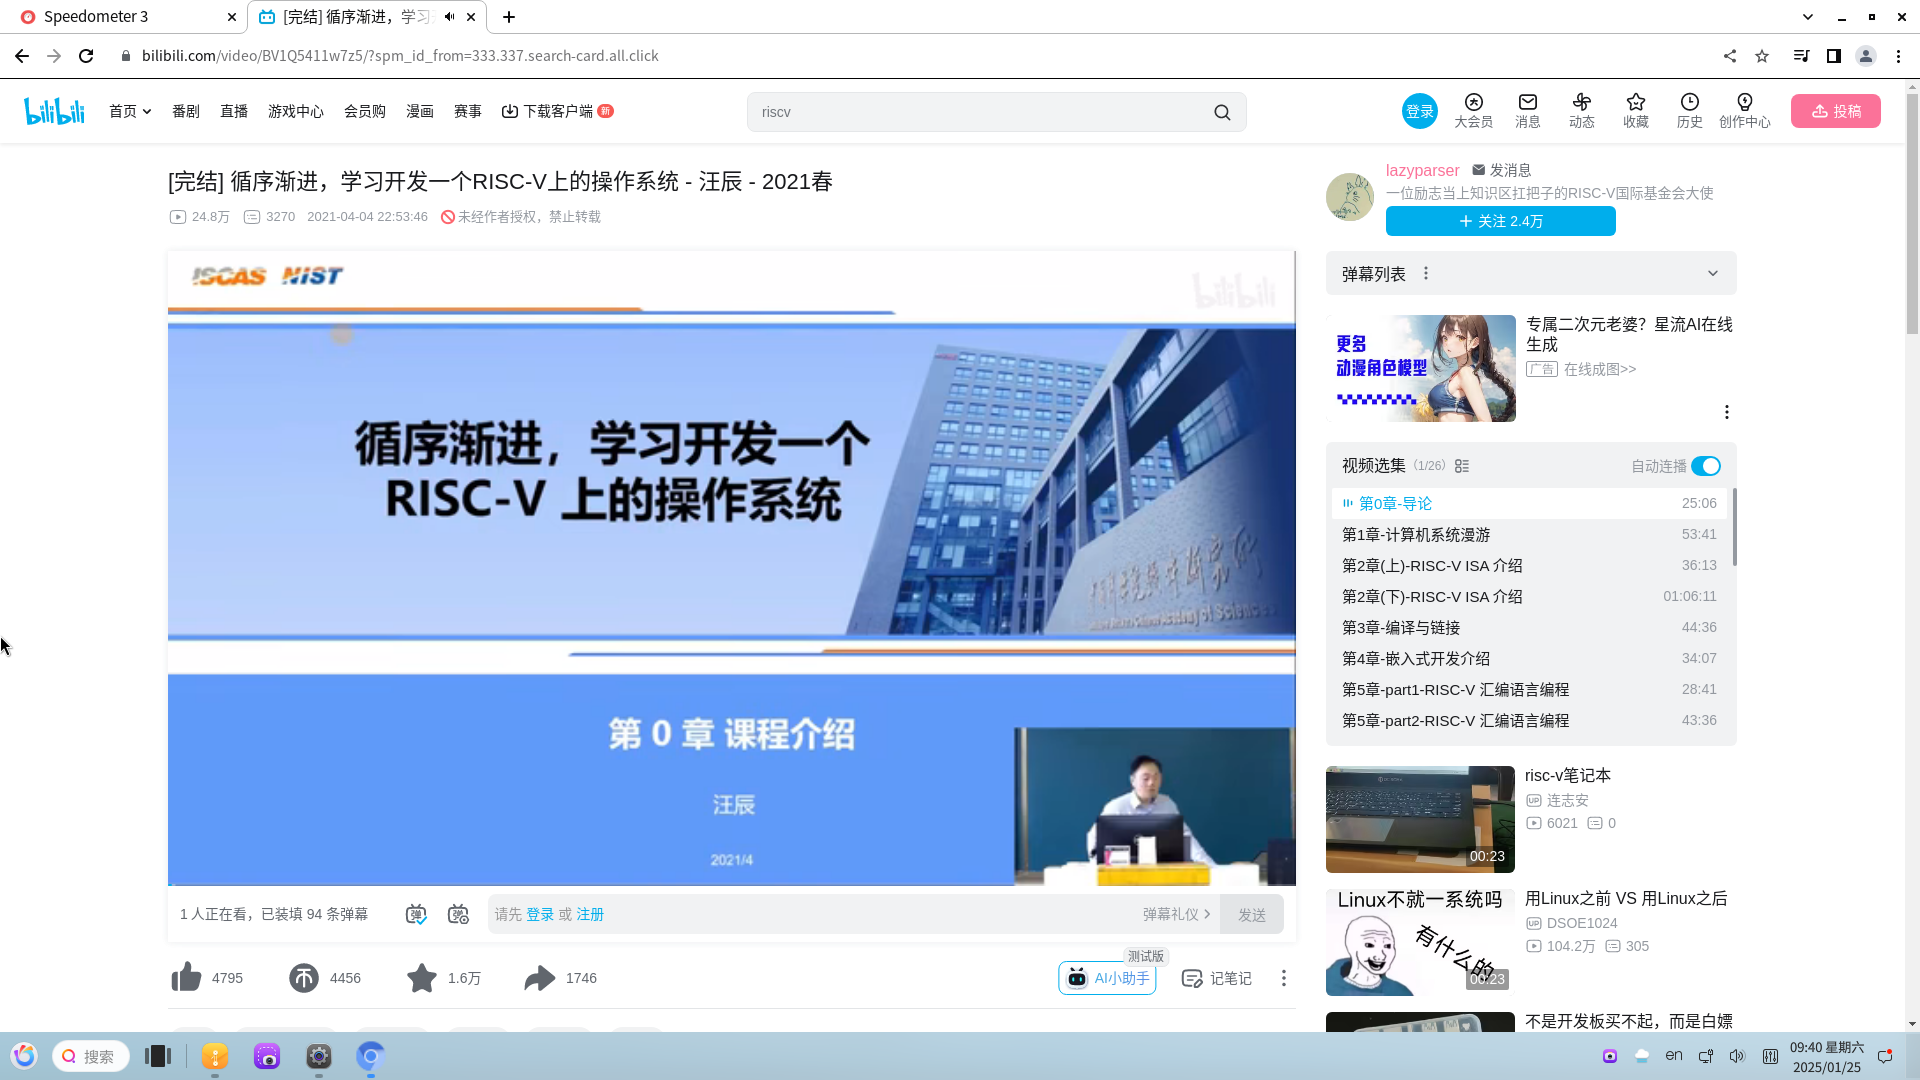 Speedometer 3
[完结] 循序渐进，学习
bilibili.com/video/BV1Q5411w7z5/?spm_id_from=333.337.search-card.all.click
bilibili
首页
番剧
直播
游戏中心
会员购
漫画
赛事
下载客户端
新
riscv
登录
大会员
消息
动态
收藏
历史
创作中心
投稿
[完结] 循序渐进，学习开发一个RISC-V上的操作系统 - 汪辰 - 2021春
24.8万 3270 2021-04-04 22:53:46 未经作者授权，禁止转载
ISCAS MiST
bilibili
循序渐进，学习开发一个
RISC-V 上的操作系统
第 0 章 课程介绍
汪辰
2021/4
1 人正在看，已装填 94 条弹幕
弹
弹
请先 登录 或 注册
弹幕礼仪
发送
4795
4456
1.6万
1746
测试版
AI小助手
记笔记
lazyparser
发消息
一位励志当上知识区扛把子的RISC-V国际基金会大使
关注 2.4万
弹幕列表
更多
动漫角色模型
专属二次元老婆？星流AI在线
生成
广告
在线成图>>
视频选集 (1/26)
自动连播
第0章-导论 25:06
第1章-计算机系统漫游 53:41
第2章(上)-RISC-V ISA 介绍 36:13
第2章(下)-RISC-V ISA 介绍 01:06:11
第3章-编译与链接 44:36
第4章-嵌入式开发介绍 34:07
第5章-part1-RISC-V 汇编语言编程 28:41
第5章-part2-RISC-V 汇编语言编程 43:36
00:23
risc-v笔记本
UP 连志安
6021 0
Linux不就一系统吗
有什么的
00:23
用Linux之前 VS 用Linux之后
UP DSOE1024
104.2万 305
不是开发板买不起，而是白嫖
搜索
en
09:40 星期六
2025/01/25